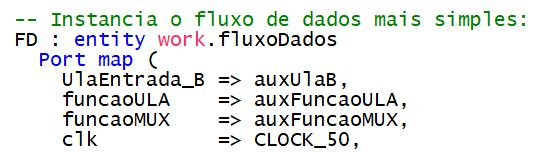 -- Instancia o fluxo de dados mais simples:
FD : entity work.fluxoDados
Port map (
UlaEntrada_B => auxUlaB,
funcaoULA => auxFuncaoULA,
funcaoMUX => auxFuncaoMUX,
clk => CLOCK_50,